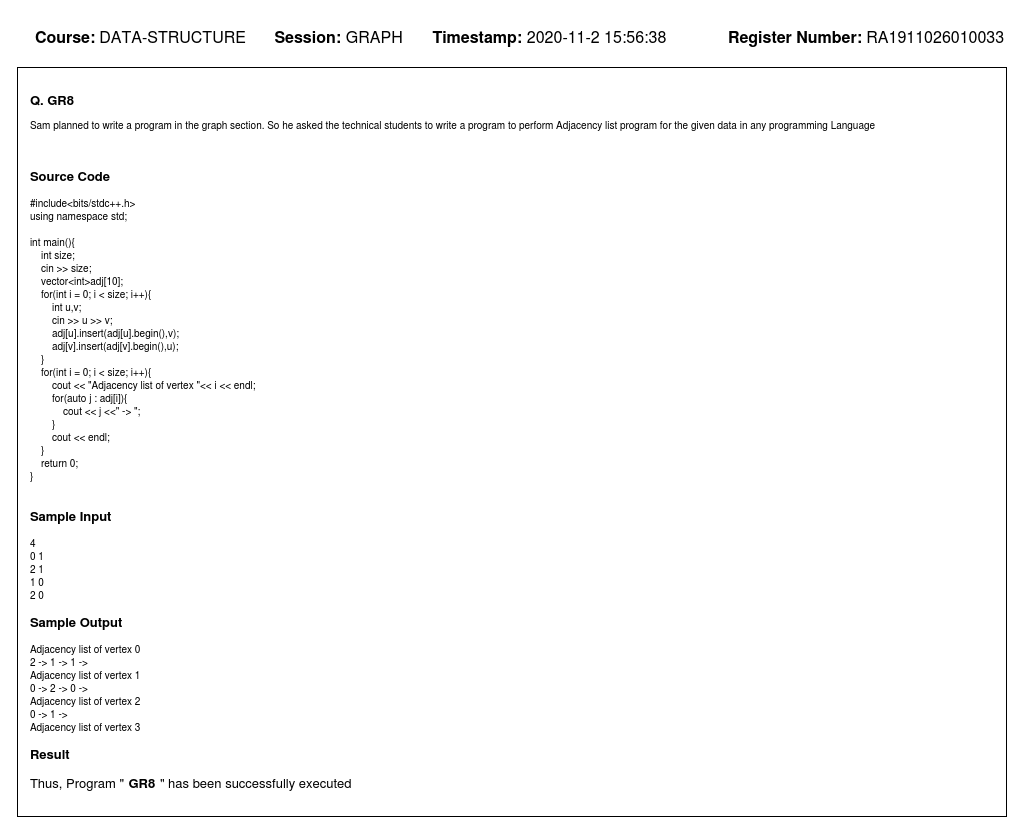 Course: DATA-STRUCTURE Session: GRAPH Timestamp: 2020-11-2 15:56:38 Register Number: RA1911026010033
Q. GR8
Sam planned to write a program in the graph section. So he asked the technical students to write a program to perform Adjacency list program for the given data in any programming Language
Source Code
#include<bits/stdc++.h>
using namespace std;
int main(){
int size;
cin >> size;
vector<int>adj[10];
for(int i = 0; i < size; i++){
int u,v;
cin >> u >> v;
adj[u].insert(adj[u].begin(),v);
adj[v].insert(adj[v].begin(),u);
}
for(int i = 0; i < size; i++){
cout << "Adjacency list of vertex "<< i << endl;
for(auto j : adj[i]){
cout << j <<" -> ";
}
cout << endl;
}
return 0;
}
Sample Input
4
0 1
2 1
1 0
2 0
Sample Output
Adjacency list of vertex 0
2 -> 1 -> 1 ->
Adjacency list of vertex 1
0 -> 2 -> 0 ->
Adjacency list of vertex 2
0 -> 1 ->
Adjacency list of vertex 3
Result
Thus, Program " GR8 " has been successfully executed